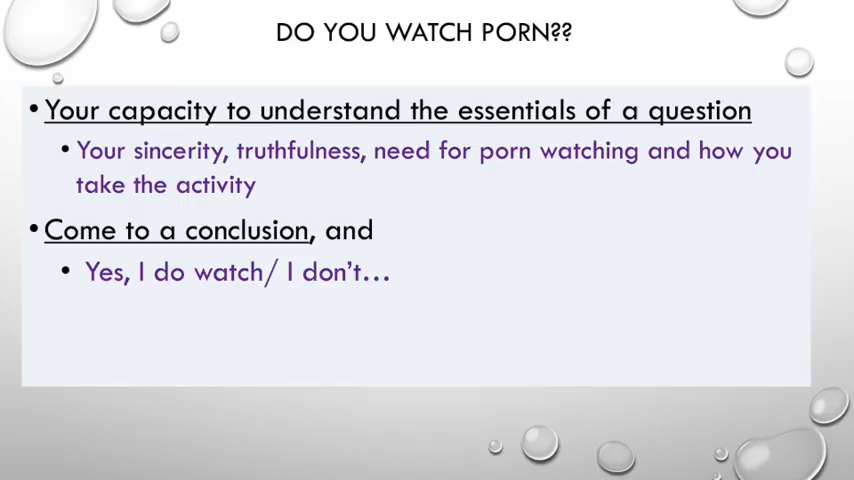 DO YOU WATCH PORN??
• Your capacity to understand the essentials of a question
• Your sincerity, truthfulness, need for porn watching and how you
take the activity
• Come to a conclusion, and
• Yes, I do watch/ I don’t…